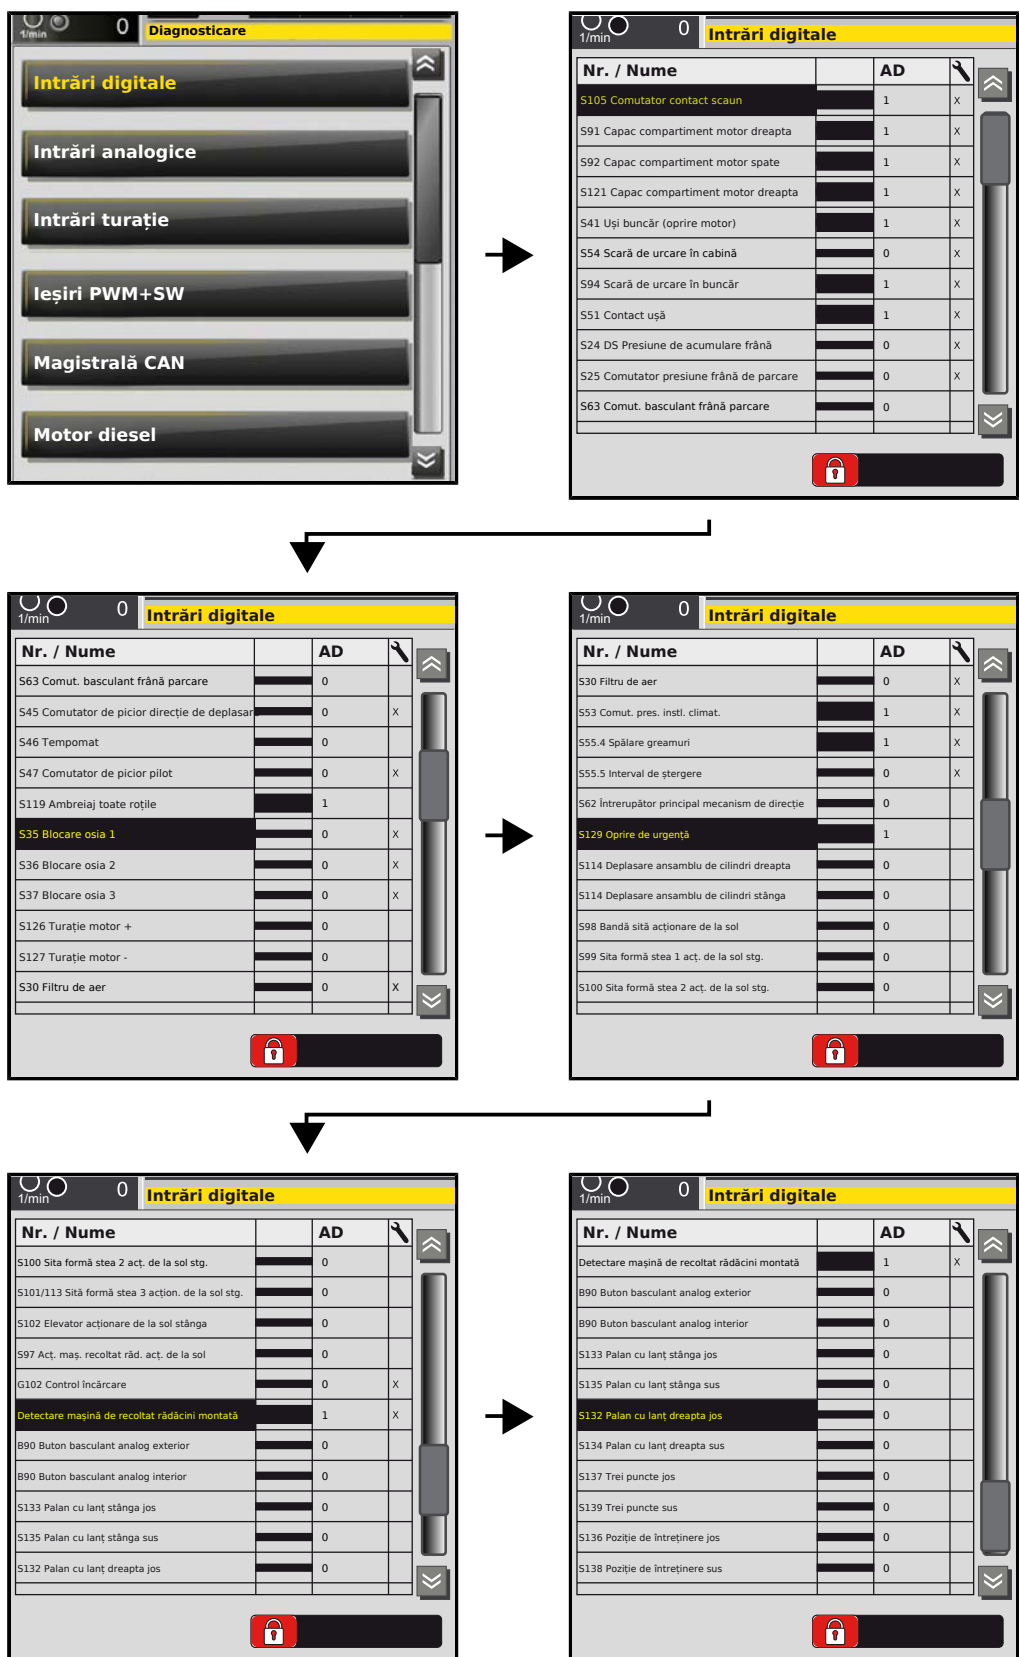 1/min 0 Diagnosticare
Intrări digitale
Intrări analogice
Intrări turație
Ieșiri PWM+SW
Magistrală CAN
Motor diesel
1/min 0 Intrări digitale
Nr. / Nume AD
S105 Comutator contact scaun 1 X
S91 Capac compartiment motor dreapta 1 X
S92 Capac compartiment motor spate 1 X
S121 Capac compartiment motor dreapta 1 X
S41 Uși buncăr (oprire motor) 1 X
S54 Scară de urcare în cabină 0 X
S94 Scară de urcare în buncăr 1 X
S51 Contact ușă 1 X
S24 DS Presiune de acumulare frână 0 X
S25 Comutator presiune frână de parcare 0 X
S63 Comut. basculant frână parcare 0
1/min 0 Intrări digitale
Nr. / Nume AD
S63 Comut. basculant frână parcare 0
S45 Comutator de picior direcție de deplasar 0 X
S46 Tempomat 0
S47 Comutator de picior pilot 0 X
S119 Ambreiaj toate roțile 1
S35 Blocare osia 1 0 X
S36 Blocare osia 2 0 X
S37 Blocare osia 3 0 X
S126 Turație motor + 0
S127 Turație motor - 0
S30 Filtru de aer 0 X
1/min 0 Intrări digitale
Nr. / Nume AD
S30 Filtru de aer 0 X
S53 Comut. pres. instl. climat. 1 X
S55.4 Spălare greamuri 1 X
S55.5 Interval de ștergere 0 X
S62 Întrerupător principal mecanism de direcție 0
S129 Oprire de urgență 1
S114 Deplasare ansamblu de cilindri dreapta 0
S114 Deplasare ansamblu de cilindri stânga 0
S98 Bandă sită acționare de la sol 0
S99 Sita formă stea 1 acț. de la sol stg. 0
S100 Sita formă stea 2 acț. de la sol stg. 0
1/min 0 Intrări digitale
Nr. / Nume AD
S100 Sita formă stea 2 acț. de la sol stg. 0
S101/113 Sită formă stea 3 acțion. de la sol stg. 0
S102 Elevator acționare de la sol stânga 0
S97 Acț. maș. recoltat răd. acț. de la sol 0
G102 Control încărcare 0 X
Detectare mașină de recoltat rădăcini montată 1 X
B90 Buton basculant analog exterior 0
B90 Buton basculant analog interior 0
S133 Palan cu lanț stânga jos 0
S135 Palan cu lanț stânga sus 0
S132 Palan cu lanț dreapta jos 0
1/min 0 Intrări digitale
Nr. / Nume AD
Detectare mașină de recoltat rădăcini montată 1 X
B90 Buton basculant analog exterior 0
B90 Buton basculant analog interior 0
S133 Palan cu lanț stânga jos 0
S135 Palan cu lanț stânga sus 0
S132 Palan cu lanț dreapta jos 0
S134 Palan cu lanț dreapta sus 0
S137 Trei puncte jos 0
S139 Trei puncte sus 0
S136 Poziție de întreținere jos 0
S138 Poziție de întreținere sus 0